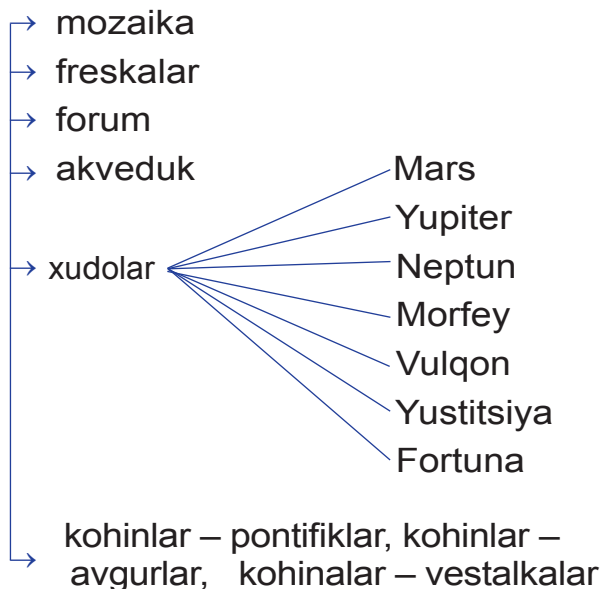 mozaika
freskalar
forum
akveduk
xudolar
Mars
Yupiter
Neptun
Morfey
Vulqon
Yustitsiya
Fortuna
kohinlar – pontifiklar, kohinlar –
avgurlar, kohinalar – vestalkalar